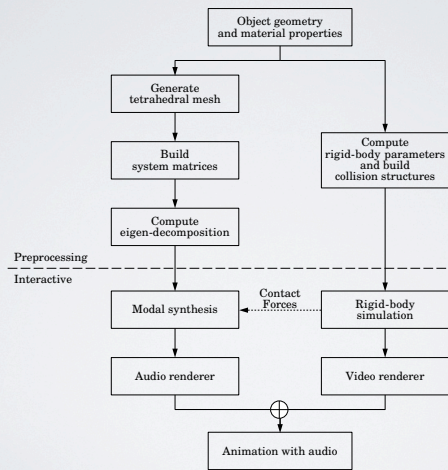 Object geometry
and material properties
Generate
tetrahedral mesh
Build
system matrices
Compute
rigid-body parameters
and build
collision structures
Compute
eigen-decomposition
Preprocessing
Interactive
Modal synthesis
Contact
Forces
Rigid-body
simulation
Audio renderer
Video renderer
Animation with audio